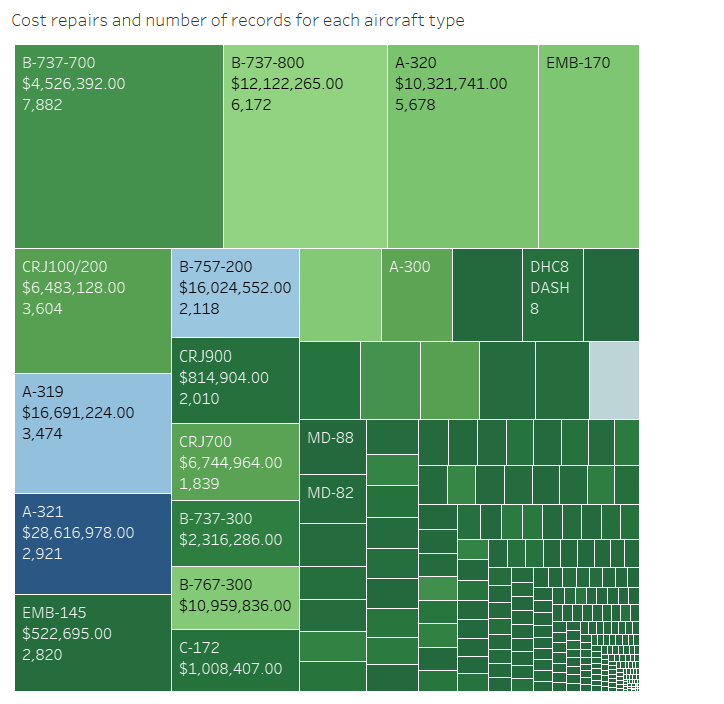 Cost repairs and number of records for each aircraft type
B-737-700
$4,526,392.00
7,882
B-737-800
$12,122,265.00
6,172
A-320
$10,321,741.00
5,678
EMB-170
CRJ100/200
$6,483,128.00
3,604
B-757-200
$16,024,552.00
2,118
A-300
DHC8
DASH
8
CRJ900
$814,904.00
2,010
A-319
$16,691,224.00
3,474
CRJ700
$6,744,964.00
1,839
MD-88
MD-82
A-321
$28,616,978.00
2,921
B-737-300
$2,316,286.00
B-767-300
$10,959,836.00
EMB-145
$522,695.00
2,820
C-172
$1,008,407.00